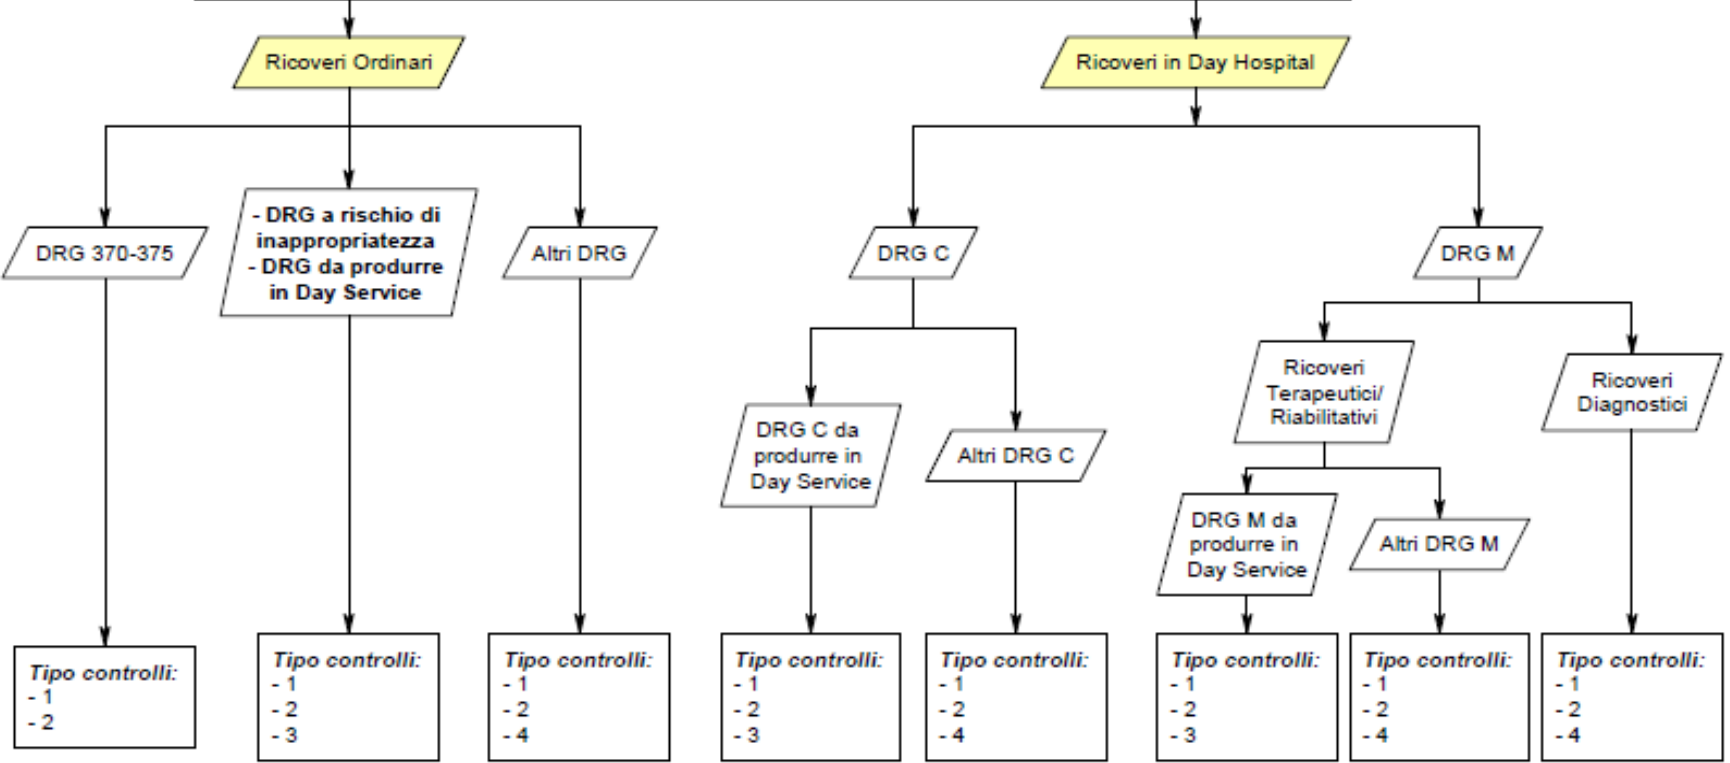 Ricoveri Ordinari
Ricoveri in Day Hospital
DRG 370-375
- DRG a rischio di
inappropriatezza
- DRG da produrre
in Day Service
Altri DRG
DRG C
DRG M
DRG C da
produrre in
Day Service
Altri DRG C
Ricoveri
Terapeutici/
Riabilitativi
Ricoveri
Diagnostici
DRG M da
produrre in
Day Service
Altri DRG M
Tipo controlli:
- 1
- 2
Tipo controlli:
- 1
- 2
- 3
Tipo controlli:
- 1
- 2
- 4
Tipo controlli:
- 1
- 2
- 3
Tipo controlli:
- 1
- 2
- 4
Tipo controlli:
- 1
- 2
- 3
Tipo controlli:
- 1
- 2
- 4
Tipo controlli:
- 1
- 2
- 4